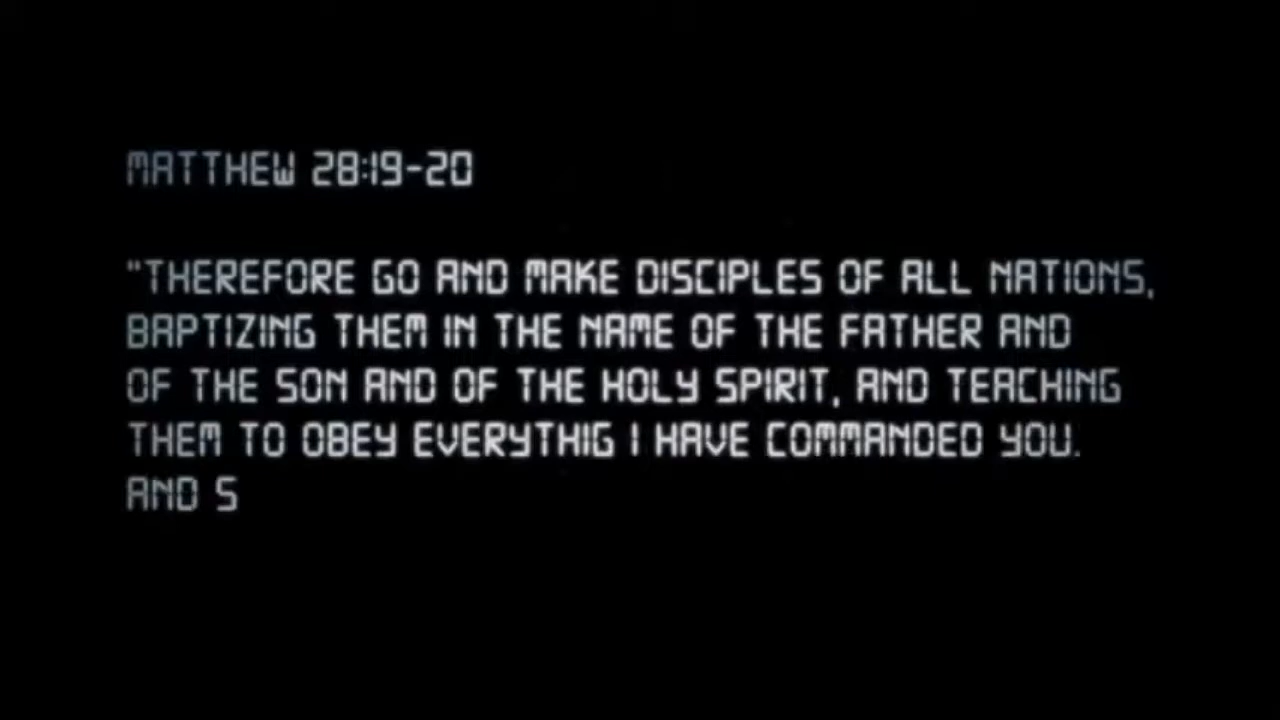 MATTHEW 28:19-20
"THEREFORE GO AND MAKE DISCIPLES OF ALL NATIONS,
BAPTIZING THEM IN THE NAME OF THE FATHER AND
OF THE SON AND OF THE HOLY SPIRIT, AND TEACHING
THEM TO OBEY EVERYTHIG I HAVE COMMANDED YOU.
AND S